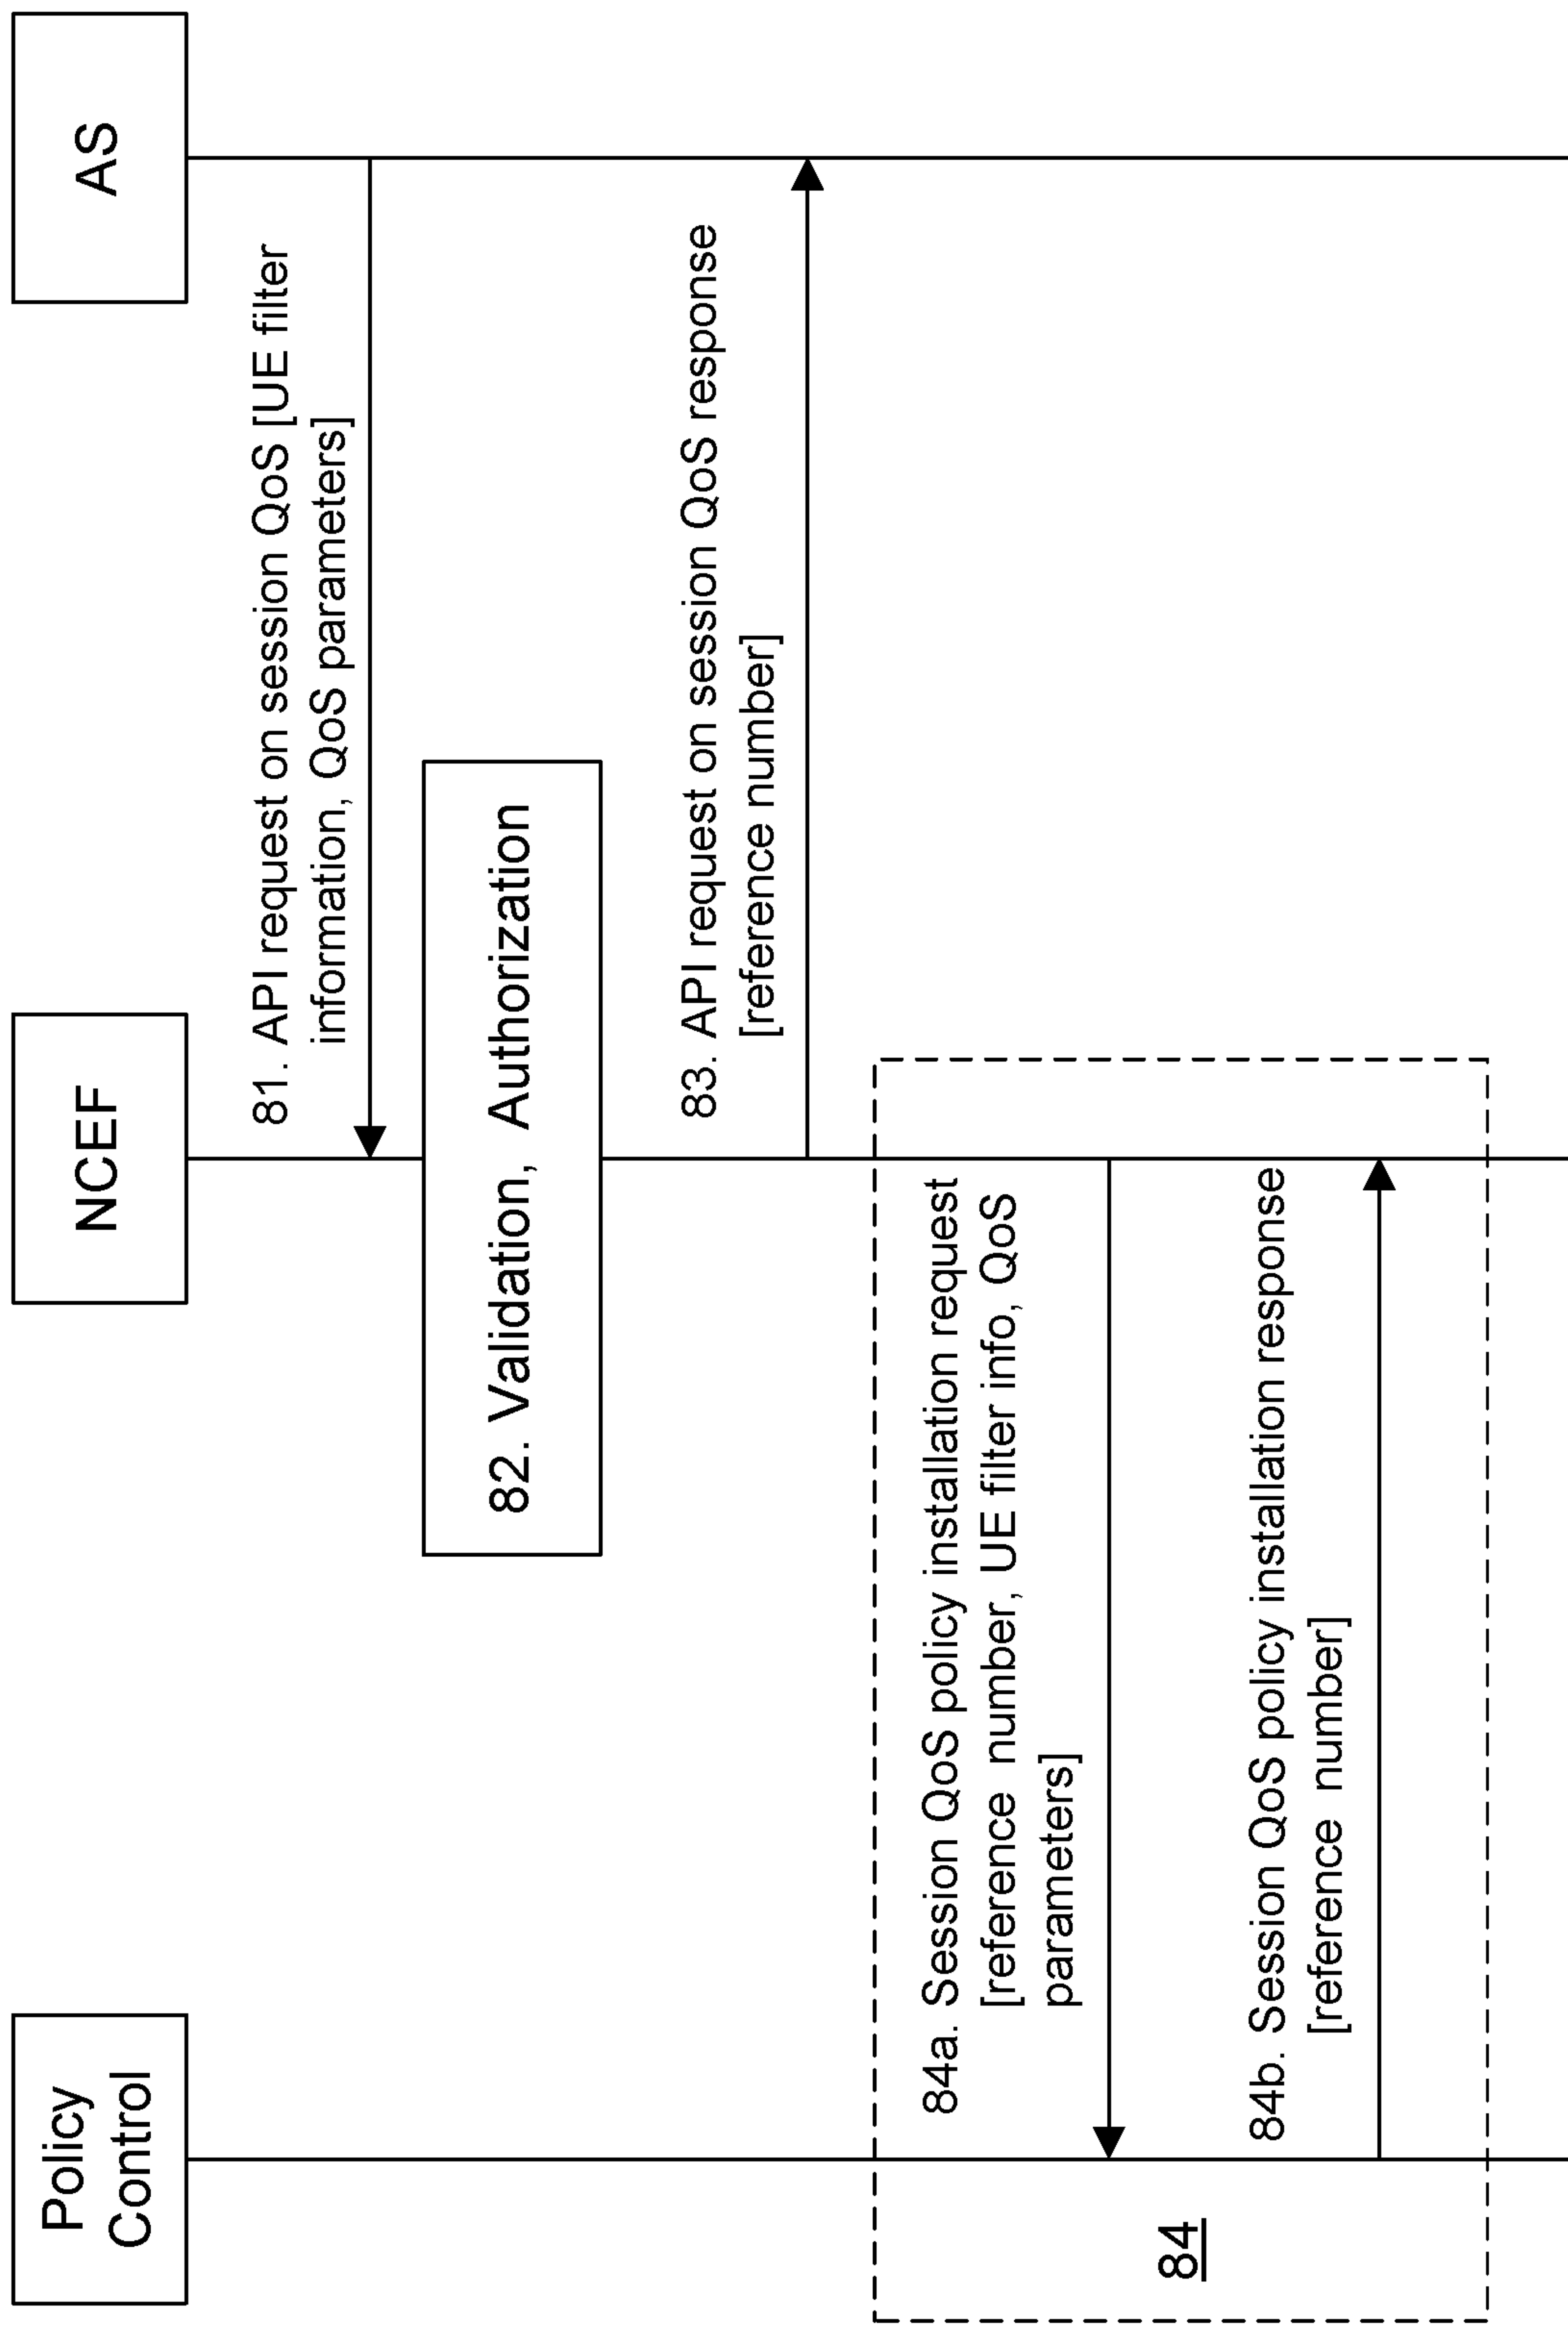 Policy
Control
NCEF
AS
81. API request on session QoS [UE filter
information, QoS parameters]
82. Validation, Authorization
83. API request on session QoS response
[reference number]
84a. Session QoS policy installation request
[reference number, UE filter info, QoS
parameters]
84b. Session QoS policy installation response
[reference number]
84